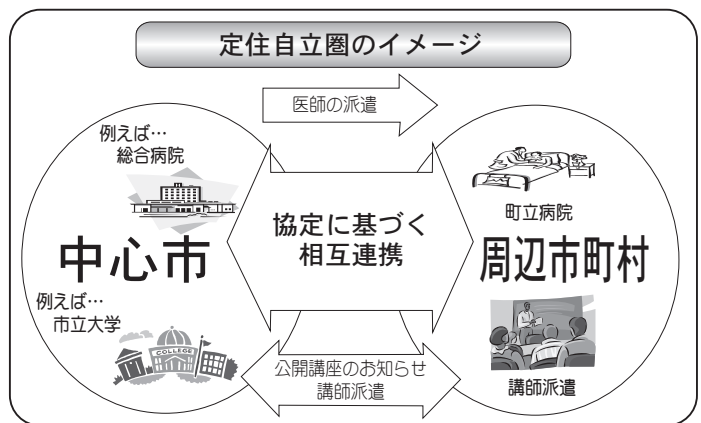 定住自立圏のイメージ
医師の派遣
例えば…
総合病院
中心市
例えば…
市立大学
COLLEGE
協定に基づく
相互連携
町立病院
周辺市町村
講師派遣
公開講座のお知らせ
講師派遣